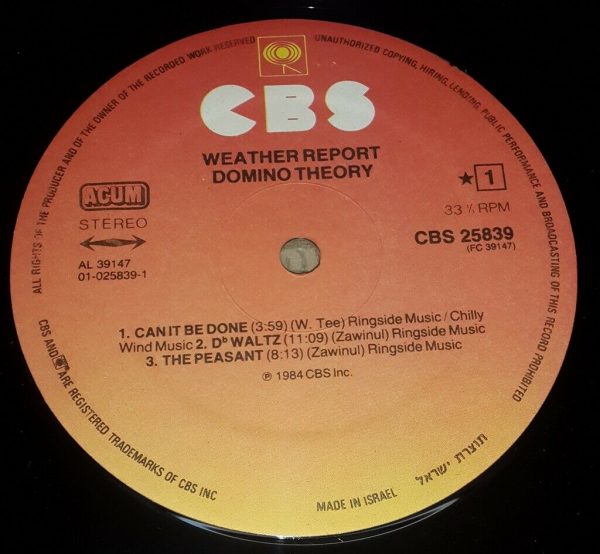 ALL RIGHTS OF THE PRODUCER AND OF THE OWNER OF THE RECORDED WORK RESERVED
UNAUTHORIZED COPYING, HIRING, LENDING, PUBLIC PERFORMANCE AND BROADCASTING OF THIS RECORD PROHIBITED
CBS
WEATHER REPORT
DOMINO THEORY
ACUM
STEREO
★ 1
33 ⅓ RPM
AL 39147
01-025839-1
CBS 25839
(FC 39147)
1. CAN IT BE DONE (3:59) (W. Tee) Ringside Music / Chilly
Wind Music 2. D♭ WALTZ (11:09) (Zawinul) Ringside Music
3. THE PEASANT (8:13) (Zawinul) Ringside Music
℗ 1984 CBS Inc.
CBS AND ARE REGISTERED TRADEMARKS OF CBS INC
MADE IN ISRAEL
תוצרת ישראל